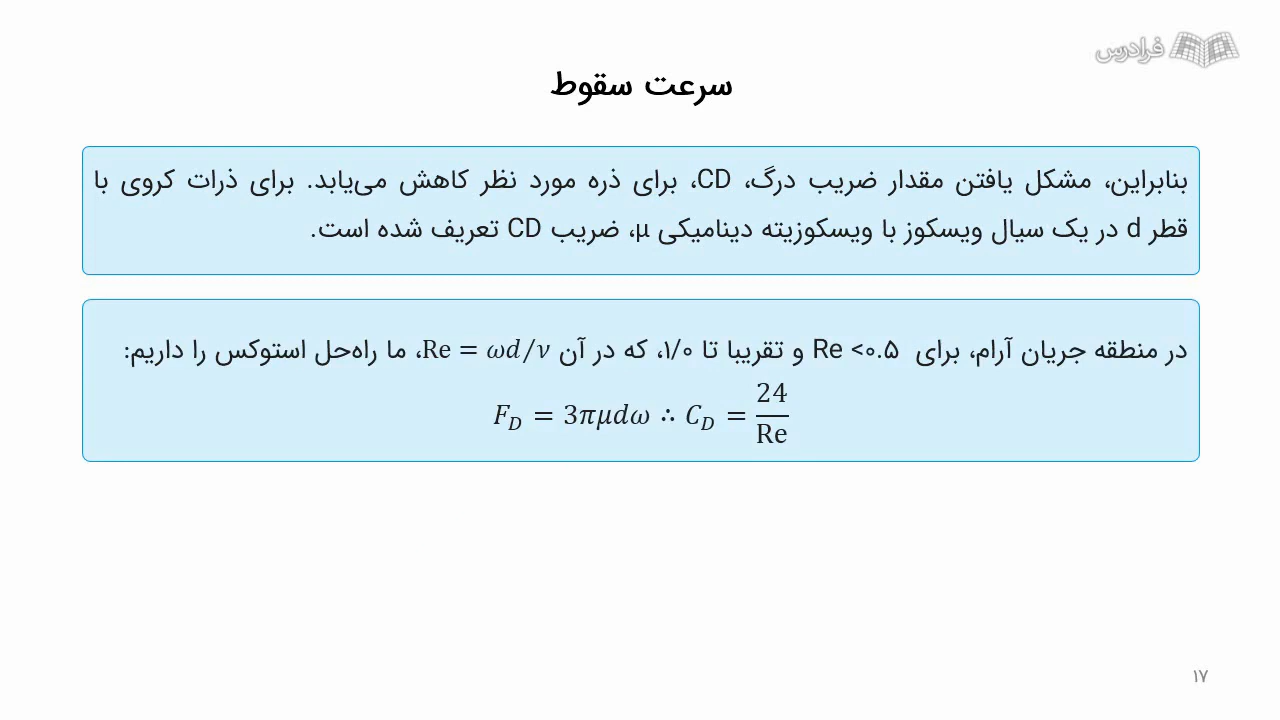 فرادرس
سرعت سقوط
بنابراین، مشکل یافتن مقدار ضریب درگ، CD، برای ذره مورد نظر کاهش می‌یابد. برای ذرات کروی با
قطر d در یک سیال ویسکوز با ویسکوزیته دینامیکی μ، ضریب CD تعریف شده است.
در منطقه جریان آرام، برای Re <۰.۵ و تقریبا تا ۱/۰، که در آن Re = ωd/ν، ما راه‌حل استوکس را داریم:
F_D = 3πμdω ∴ C_D = 24/Re
۱۷